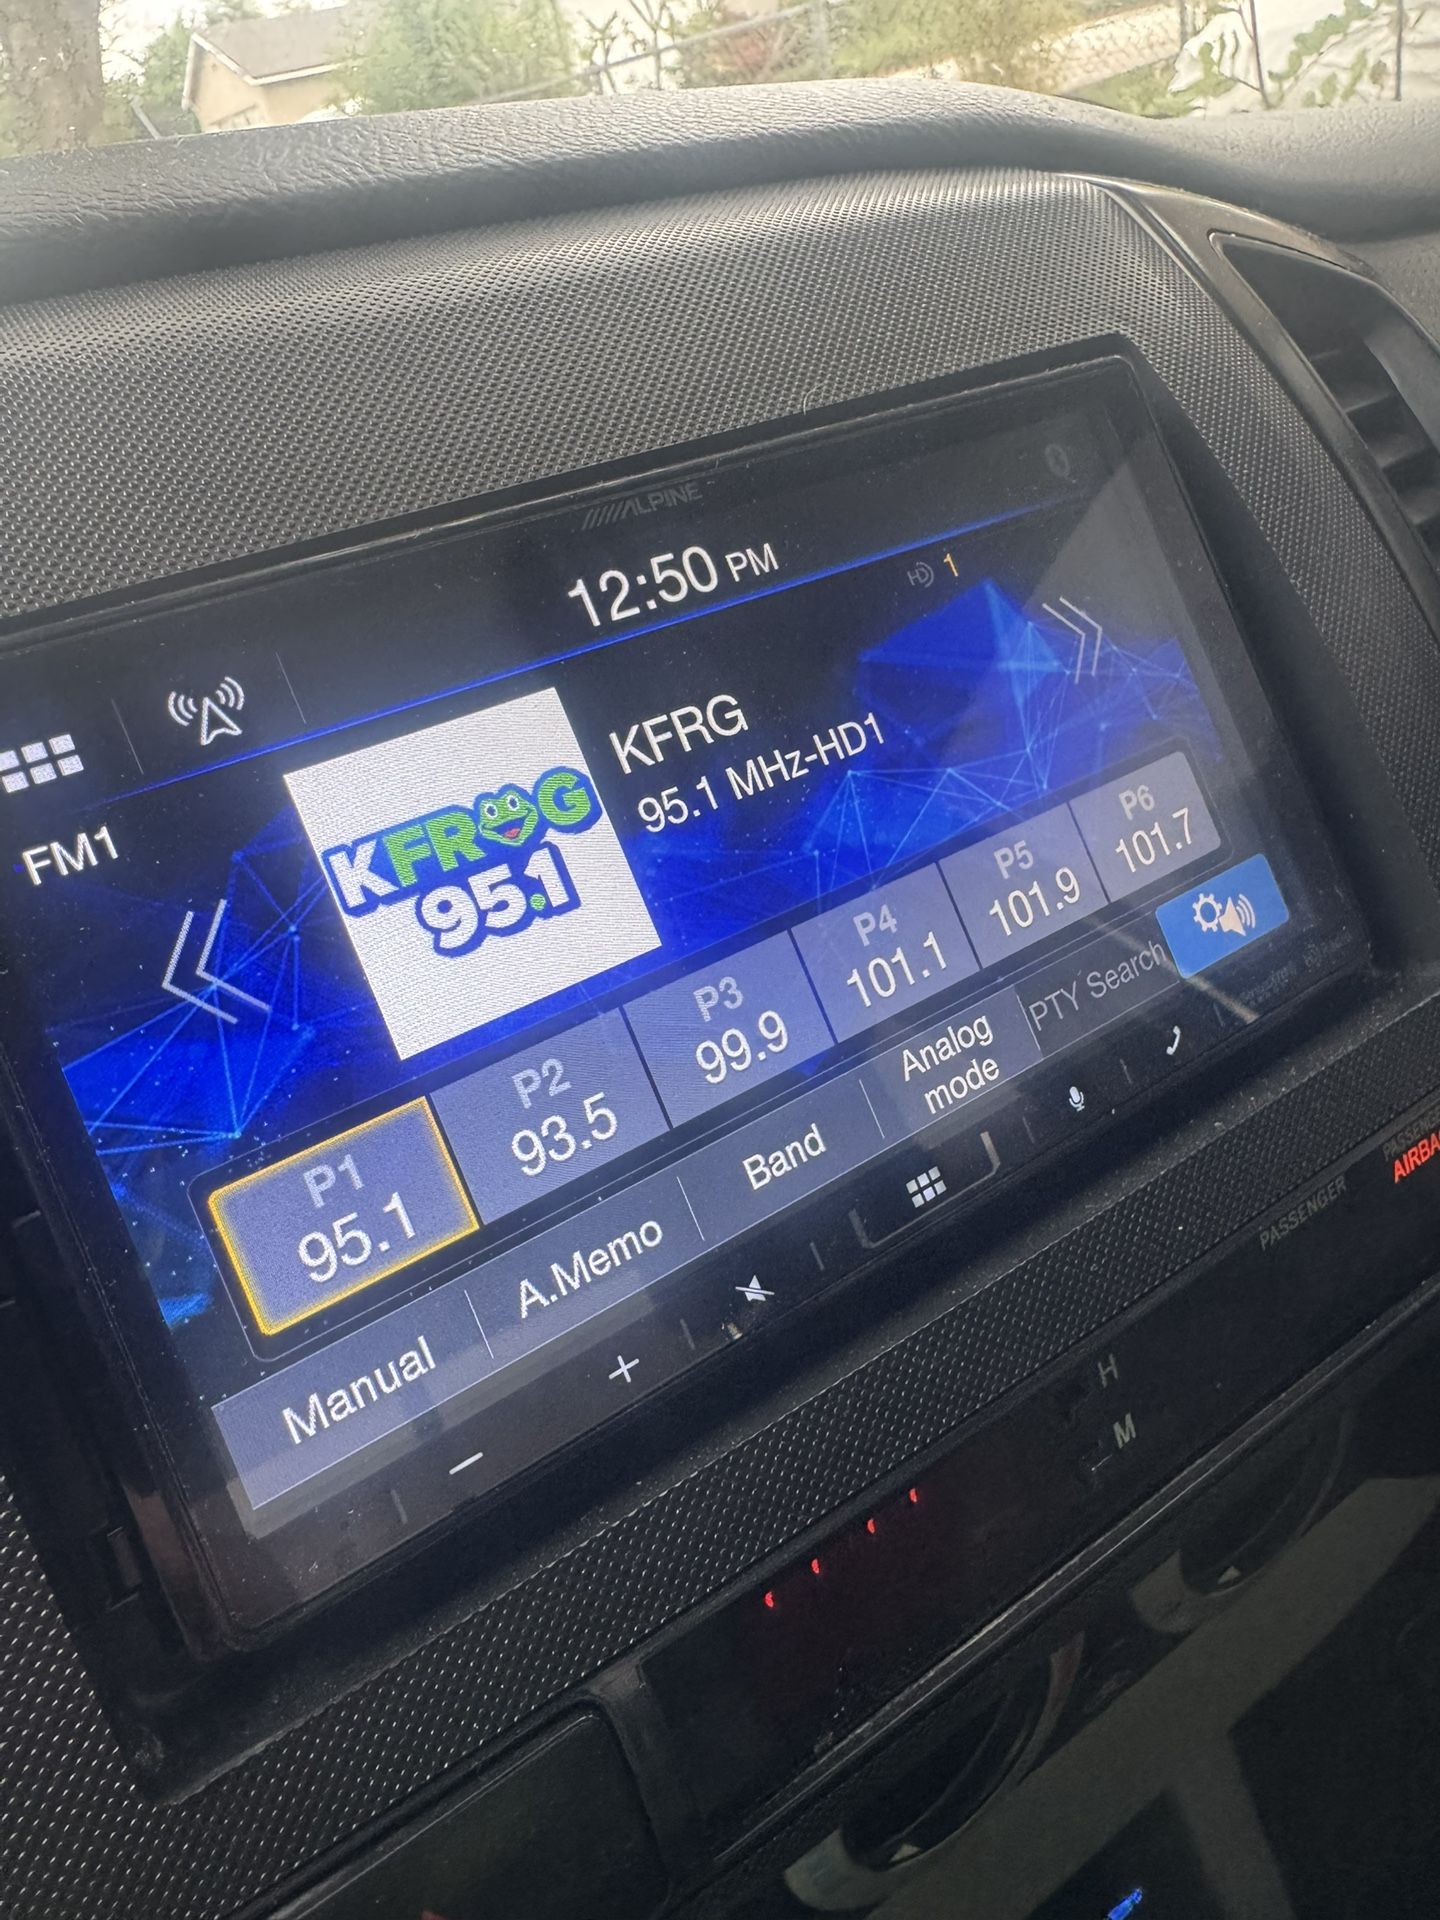 ALPINE
12:50 PM
HD 1
FM1
KFROG
95.1
KFRG
95.1 MHz-HD1
P1
95.1
P2
93.5
P3
99.9
P4
101.1
P5
101.9
P6
101.7
Manual
A.Memo
Band
Analog
mode
PTY Search
PASSENGER
AIRBA
H
M